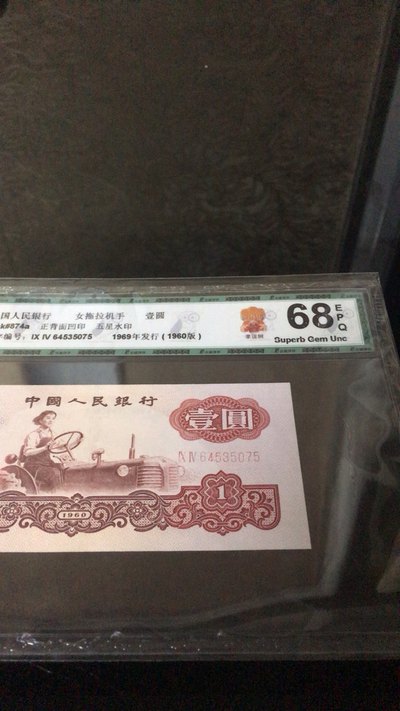 国人民银行 女拖拉机手 壹圆
k#874a 正背面凹印 五星水印
字编号: IX IV 64535075 1969年发行 (1960版)
68 EPQ
Superb Gem Unc
中國人民銀行
壹圓
IX IV 64535075
1
1960